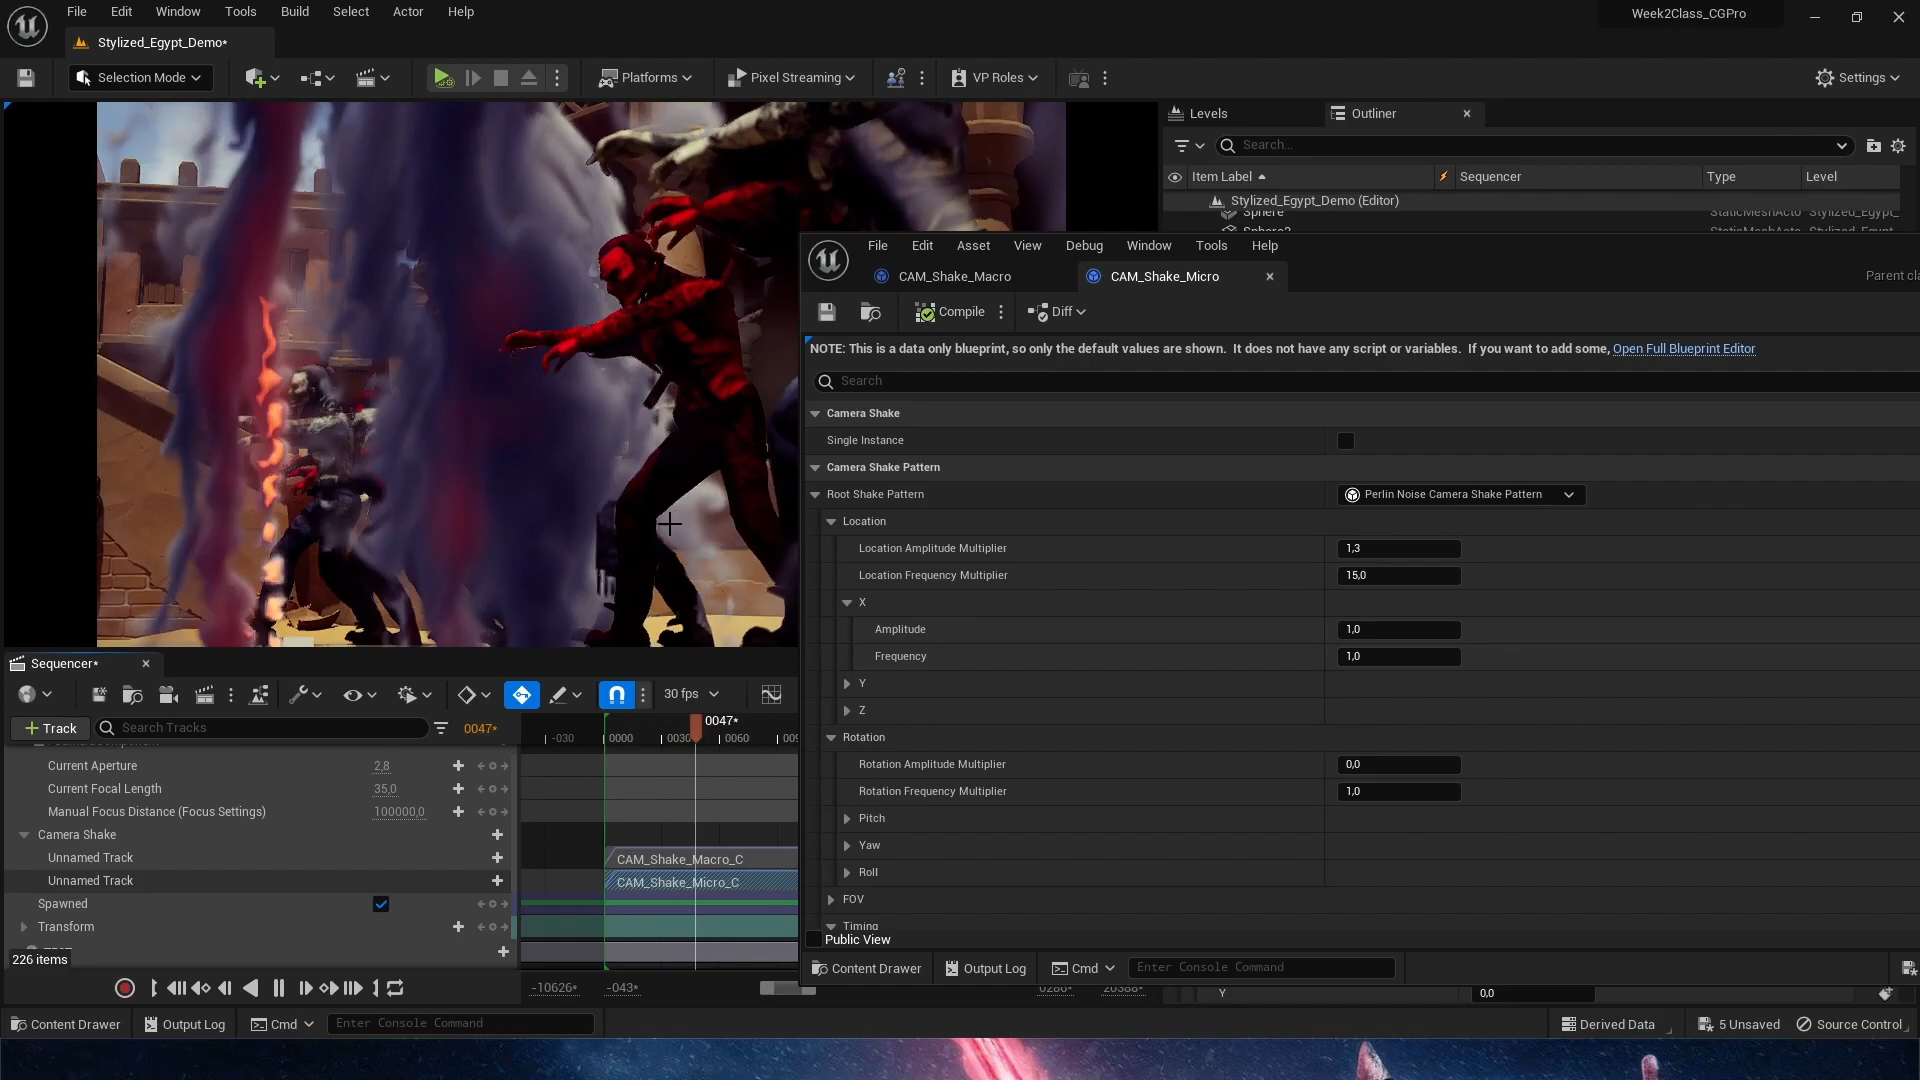 File Edit Window Tools Build Select Actor Help
Week2Class_CGPro
Stylized_Egypt_Demo*
Selection Mode
Platforms
Pixel Streaming
VP Roles
Settings
Levels
Outliner
Search...
Item Label
Sequencer
Type
Level
Stylized_Egypt_Demo (Editor)
Sphere
StaticMeshActo
Stylized_Egypt_
File Edit Asset View Debug Window Tools Help
CAM_Shake_Macro
CAM_Shake_Micro
Parent cla
Compile
Diff
NOTE: This is a data only blueprint, so only the default values are shown. It does not have any script or variables. If you want to add some, Open Full Blueprint Editor
Search
Camera Shake
Single Instance
Camera Shake Pattern
Root Shake Pattern
Perlin Noise Camera Shake Pattern
Location
Location Amplitude Multiplier
1,3
Location Frequency Multiplier
15,0
X
Amplitude
1,0
Frequency
1,0
Y
Z
Rotation
Rotation Amplitude Multiplier
0,0
Rotation Frequency Multiplier
1,0
Pitch
Yaw
Roll
FOV
Timing
Public View
Content Drawer
Output Log
Cmd
Enter Console Command
Y
0,0
Sequencer*
30 fps
Track
Search Tracks
0047*
0047*
-030
0000
0030
0060
009
Current Aperture
2,8
Current Focal Length
35,0
Manual Focus Distance (Focus Settings)
100000,0
Camera Shake
Unnamed Track
CAM_Shake_Macro_C
Unnamed Track
CAM_Shake_Micro_C
Spawned
Transform
226 items
-10626*
-043*
Content Drawer
Output Log
Cmd
Enter Console Command
Derived Data
5 Unsaved
Source Control